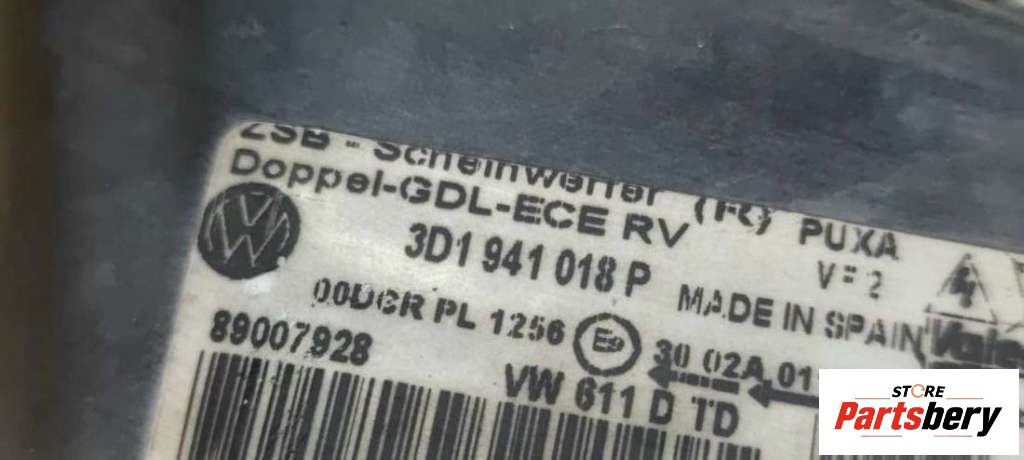 ZSB - Scheinwerfer (R) PUXA
Doppel-GDL-ECE RV V=2
3D1 941 018 P MADE IN SPAIN
00DCR PL 1256 E9 30 02A 01
89007928 VW 611 D TD
STORE
Partsbery